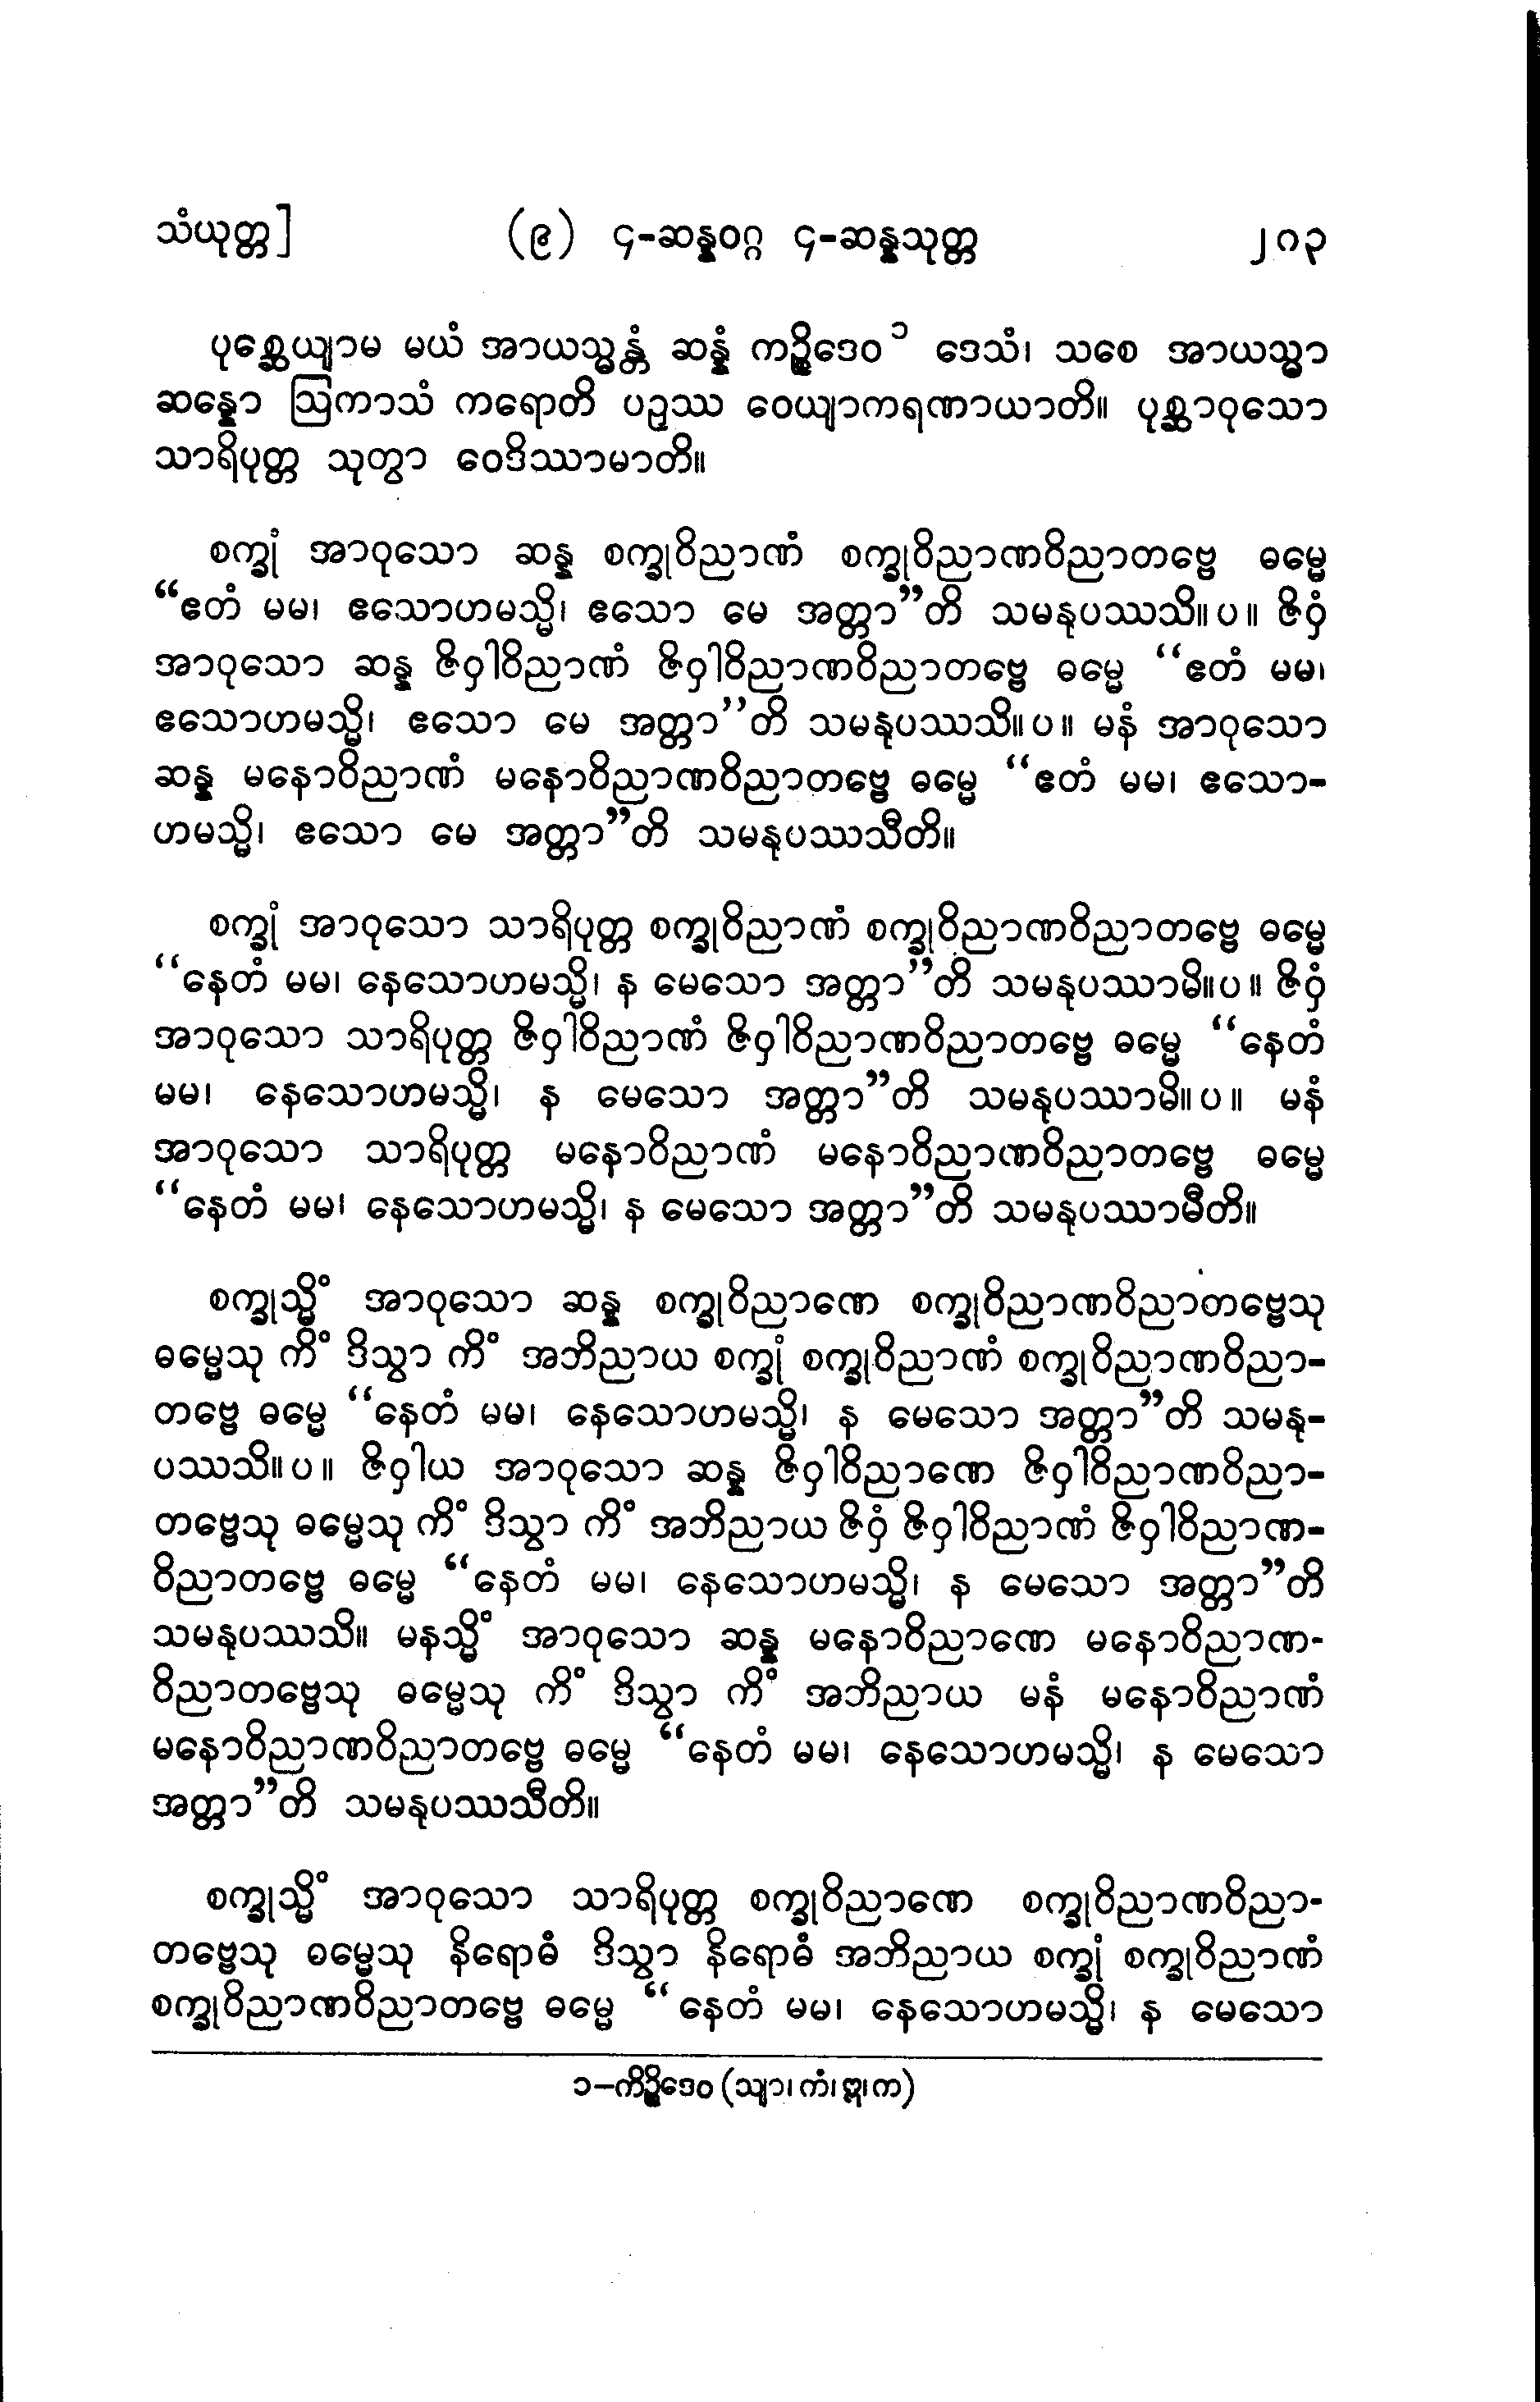 သံယုတ္တ] (၉) ၄-ဆန္နဝဂ္ဂ ၄-ဆန္နသုတ္တ ၂၀၃
ပုစ္ဆေယျာမ မယံ အာယသ္မန္တံ ဆန္နံ ကဉ္စိဒေဝ ၁ ဒေသံ၊ သစေ အာယသ္မာ
ဆန္နော ဩကာသံ ကရောတိ ပဉှဿ ဝေယျာကရဏာယာတိ။ ပုစ္ဆာဝုသော
သာရိပုတ္တ သုတွာ ဝေဒိဿာမာတိ။
စက္ခုံ အာဝုသော ဆန္န စက္ခုဝိညာဏံ စက္ခုဝိညာဏဝိညာတဗ္ဗေ ဓမ္မေ
“ဧတံ မမ၊ ဧသောဟမသ္မိ၊ ဧသော မေ အတ္တာ”တိ သမနုပဿသိ။ပ။ ဇိဝှံ
အာဝုသော ဆန္န ဇိဝှါဝိညာဏံ ဇိဝှါဝိညာဏဝိညာတဗ္ဗေ ဓမ္မေ “ဧတံ မမ၊
ဧသောဟမသ္မိ၊ ဧသော မေ အတ္တာ”တိ သမနုပဿသိ။ပ။ မနံ အာဝုသော
ဆန္န မနောဝိညာဏံ မနောဝိညာဏဝိညာတဗ္ဗေ ဓမ္မေ “ဧတံ မမ၊ ဧသော-
ဟမသ္မိ၊ ဧသော မေ အတ္တာ”တိ သမနုပဿသီတိ။
စက္ခုံ အာဝုသော သာရိပုတ္တ စက္ခုဝိညာဏံ စက္ခုဝိညာဏဝိညာတဗ္ဗေ ဓမ္မေ
“နေတံ မမ၊ နေသောဟမသ္မိ၊ န မေသော အတ္တာ”တိ သမနုပဿာမိ။ပ။ ဇိဝှံ
အာဝုသော သာရိပုတ္တ ဇိဝှါဝိညာဏံ ဇိဝှါဝိညာဏဝိညာတဗ္ဗေ ဓမ္မေ “နေတံ
မမ၊ နေသောဟမသ္မိ၊ န မေသော အတ္တာ”တိ သမနုပဿာမိ။ပ။ မနံ
အာဝုသော သာရိပုတ္တ မနောဝိညာဏံ မနောဝိညာဏဝိညာတဗ္ဗေ ဓမ္မေ
“နေတံ မမ၊ နေသောဟမသ္မိ၊ န မေသော အတ္တာ”တိ သမနုပဿာမီတိ။
စက္ခုသ္မိံ အာဝုသော ဆန္န စက္ခုဝိညာဏေ စက္ခုဝိညာဏဝိညာတဗ္ဗေသု
ဓမ္မေသု ကိံ ဒိသွာ ကိံ အဘိညာယ စက္ခုံ စက္ခုဝိညာဏံ စက္ခုဝိညာဏဝိညာ-
တဗ္ဗေ ဓမ္မေ “နေတံ မမ၊ နေသောဟမသ္မိ၊ န မေသော အတ္တာ”တိ သမနု-
ပဿသိ။ပ။ ဇိဝှါယ အာဝုသော ဆန္န ဇိဝှါဝိညာဏေ ဇိဝှါဝိညာဏဝိညာ-
တဗ္ဗေသု ဓမ္မေသု ကိံ ဒိသွာ ကိံ အဘိညာယ ဇိဝှံ ဇိဝှါဝိညာဏံ ဇိဝှါဝိညာဏ-
ဝိညာတဗ္ဗေ ဓမ္မေ “နေတံ မမ၊ နေသောဟမသ္မိ၊ န မေသော အတ္တာ”တိ
သမနုပဿသိ။ မနသ္မိံ အာဝုသော ဆန္န မနောဝိညာဏေ မနောဝိညာဏ-
ဝိညာတဗ္ဗေသု ဓမ္မေသု ကိံ ဒိသွာ ကိံ အဘိညာယ မနံ မနောဝိညာဏံ
မနောဝိညာဏဝိညာတဗ္ဗေ ဓမ္မေ “နေတံ မမ၊ နေသောဟမသ္မိ၊ န မေသော
အတ္တာ”တိ သမနုပဿသီတိ။
စက္ခုသ္မိံ အာဝုသော သာရိပုတ္တ စက္ခုဝိညာဏေ စက္ခုဝိညာဏဝိညာ-
တဗ္ဗေသု ဓမ္မေသု နိရောဓံ ဒိသွာ နိရောဓံ အဘိညာယ စက္ခုံ စက္ခုဝိညာဏံ
စက္ခုဝိညာဏဝိညာတဗ္ဗေ ဓမ္မေ “နေတံ မမ၊ နေသောဟမသ္မိ၊ န မေသော
၁-ကိဉ္စိဒေဝ (သျာ၊ ကံ၊ ဋ္ဌ၊ က)